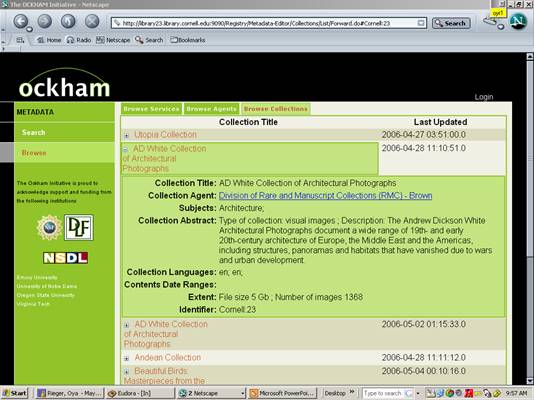 The OCKHAM Initiative - Netscape
oyr1
http://library23.library.cornell.edu:9090/Registry/Metadata-Editor/Collections/List/Forward.do#Cornell:23
Search
Home Radio Netscape Search Bookmarks
ockham
Login
METADATA
Search
Browse
The Ockham Initiative is proud to
acknowledge support and funding from
the following institutions
DLF
NSDL
Emory University
University of Notre Dame
Oregon State University
Virginia Tech
Browse Services Browse Agents Browse Collections
Collection Title Last Updated
Utopia Collection 2006-04-27 03:51:00.0
AD White Collection 2006-04-28 11:10:51.0
of Architectural
Photographs
Collection Title: AD White Collection of Architectural Photographs
Collection Agent: Division of Rare and Manuscript Collections (RMC) - Brown
Subjects: Architecture;
Collection Abstract: Type of collection: visual images ; Description: The Andrew Dickson White
Architectural Photographs document a wide range of 19th- and early
20th-century architecture of Europe, the Middle East and the Americas,
including structures, panoramas and habitats that have vanished due to wars
and urban development.
Collection Languages: en; en;
Contents Date Ranges:
Extent: File size 5 Gb ; Number of images 1368
Identifier: Cornell:23
AD White Collection 2006-05-02 01:15:33.0
of Architectural
Photographs
Andean Collection 2006-04-28 11:11:12.0
Beautiful Birds: 2006-05-04 00:10:16.0
Masterpieces from the
Start Rieger, Oya - May... Eudora - [In] 2 Netscape Microsoft PowerPoi... Desktop » Type to search 9:57 AM